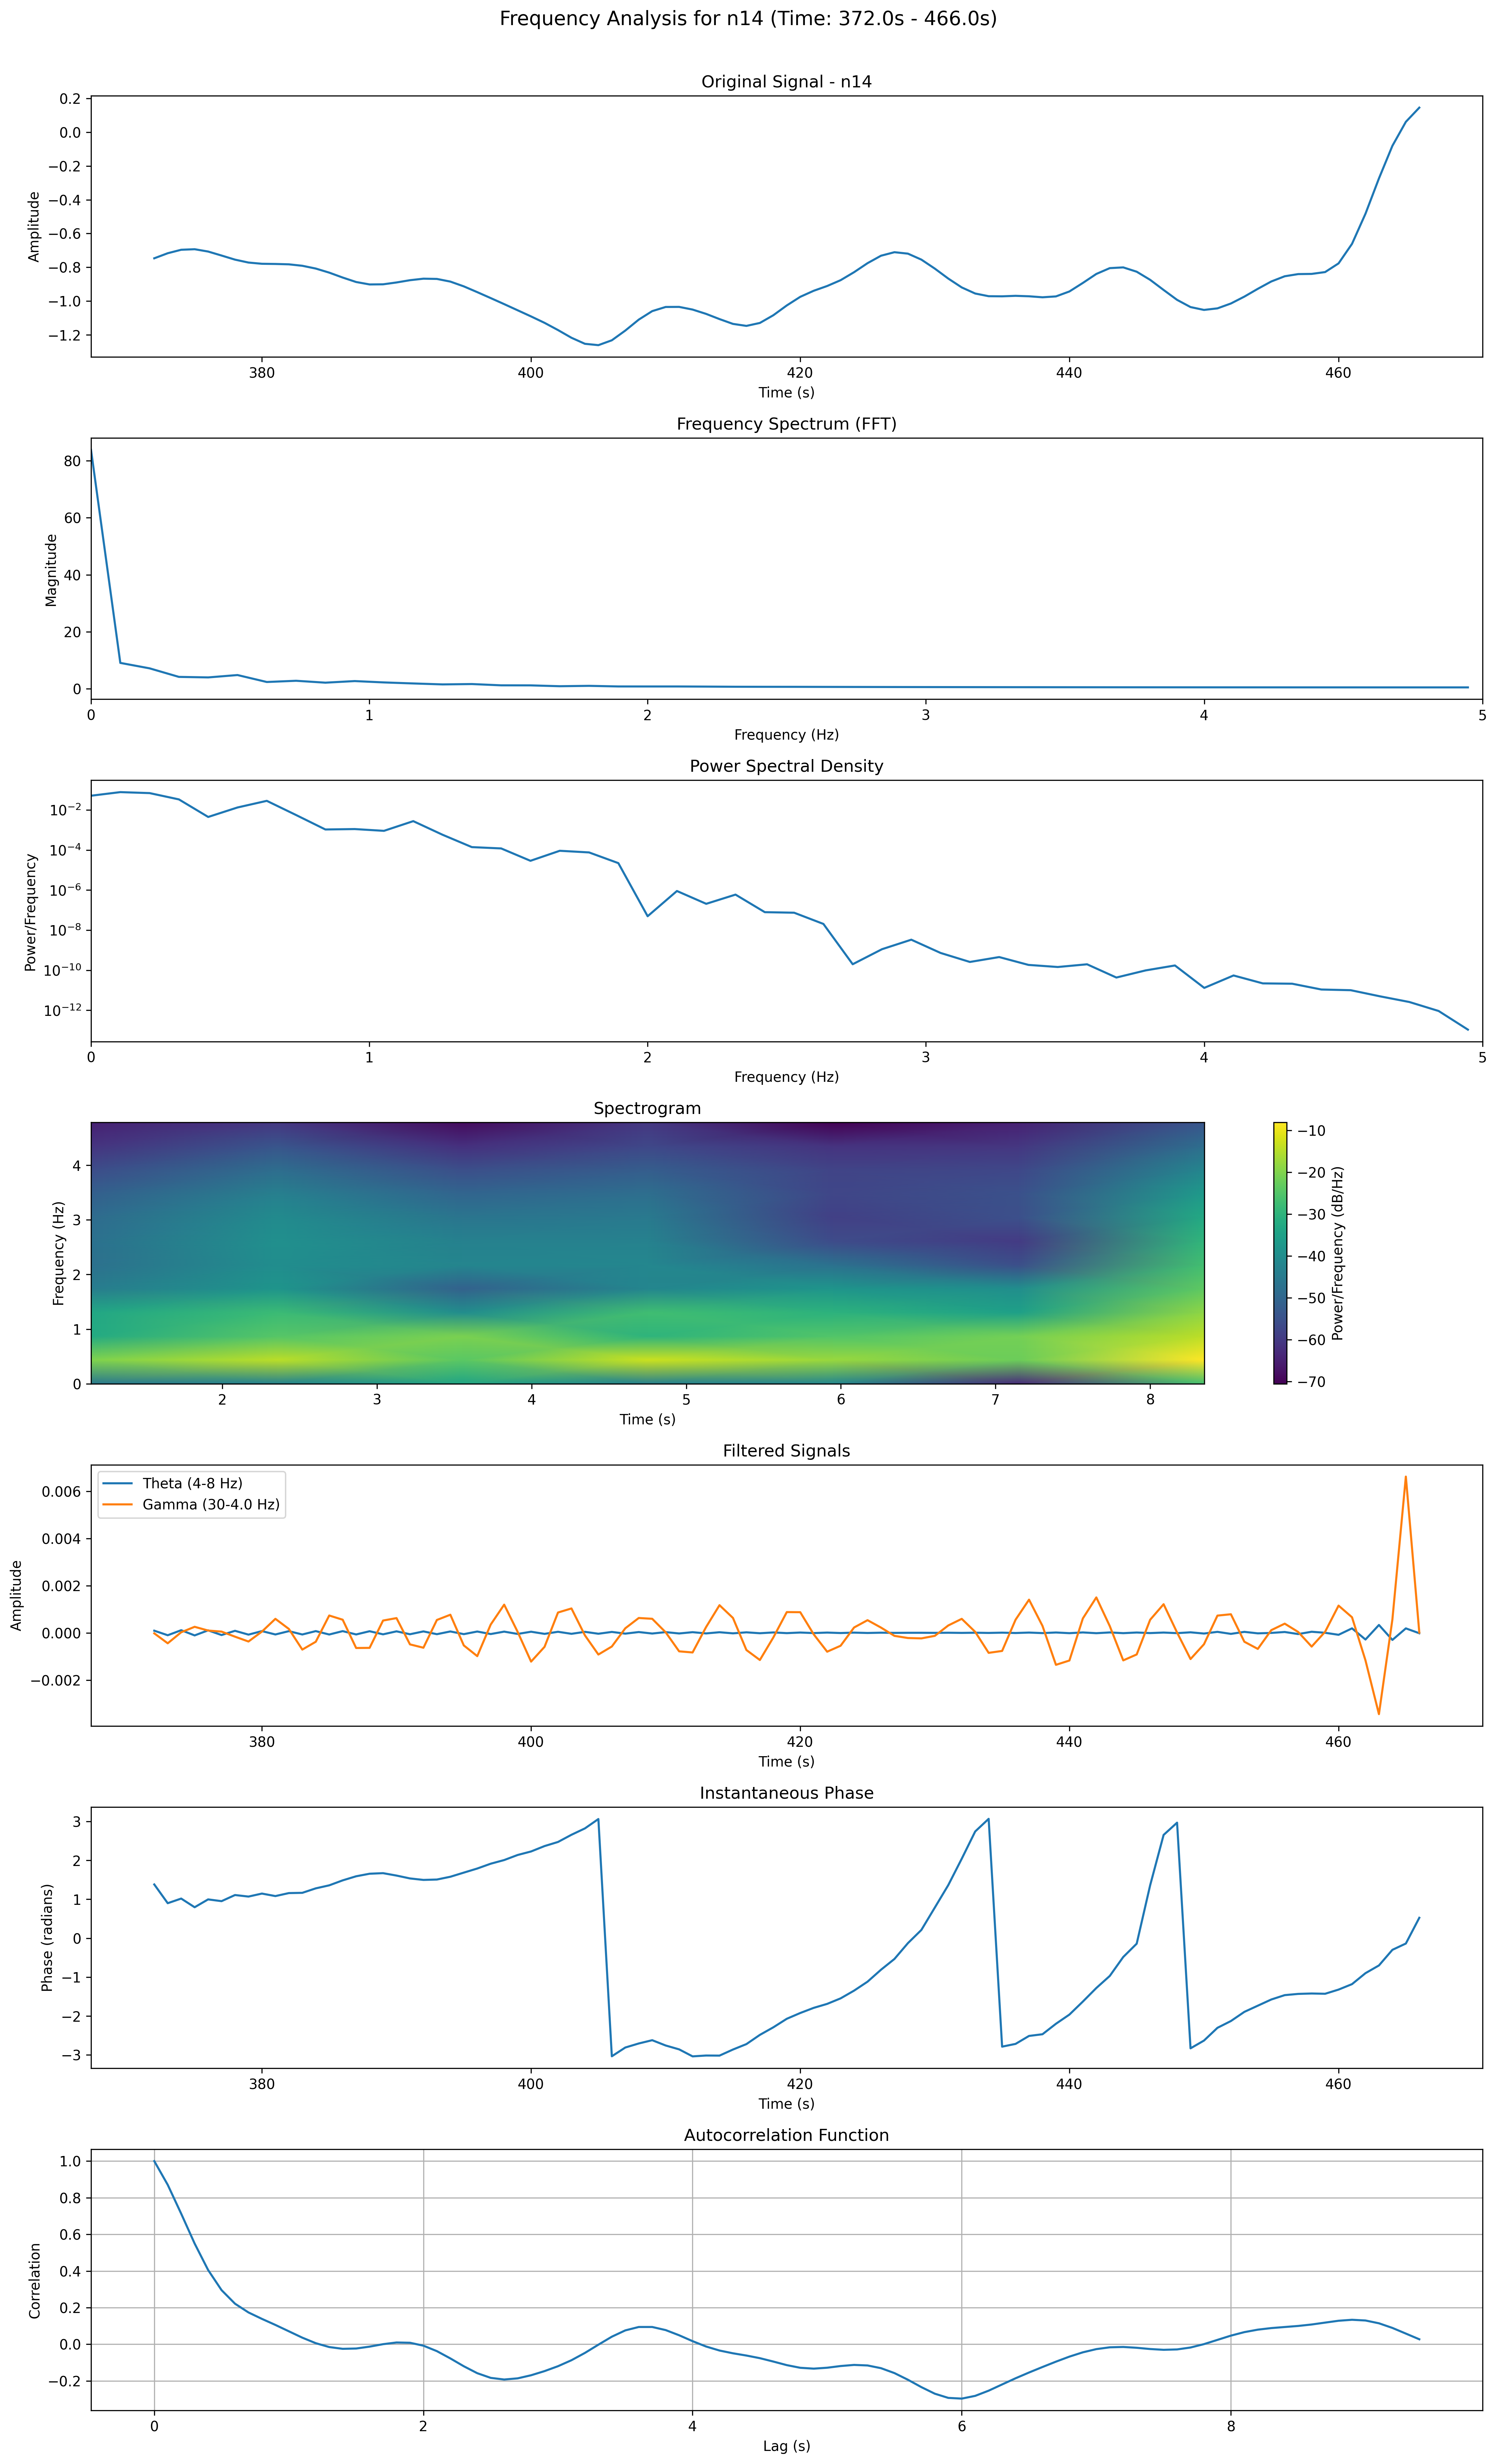 Frequency Analysis for n14 (Time: 372.0s - 466.0s)
Original Signal - n14
0.2
0.0
−0.2
−0.4
−0.6
−0.8
−1.0
−1.2
Amplitude
380 400 420 440 460
Time (s)
Frequency Spectrum (FFT)
80
60
40
20
0
Magnitude
0 1 2 3 4 5
Frequency (Hz)
Power Spectral Density
10⁻²
10⁻⁴
10⁻⁶
10⁻⁸
10⁻¹⁰
10⁻¹²
Power/Frequency
0 1 2 3 4 5
Frequency (Hz)
Spectrogram
4
3
2
1
0
Frequency (Hz)
2 3 4 5 6 7 8
Time (s)
−10
−20
−30
−40
−50
−60
−70
Power/Frequency (dB/Hz)
Filtered Signals
Theta (4-8 Hz)
Gamma (30-4.0 Hz)
0.006
0.004
0.002
0.000
−0.002
Amplitude
380 400 420 440 460
Time (s)
Instantaneous Phase
3
2
1
0
−1
−2
−3
Phase (radians)
380 400 420 440 460
Time (s)
Autocorrelation Function
1.0
0.8
0.6
0.4
0.2
0.0
−0.2
Correlation
0 2 4 6 8
Lag (s)